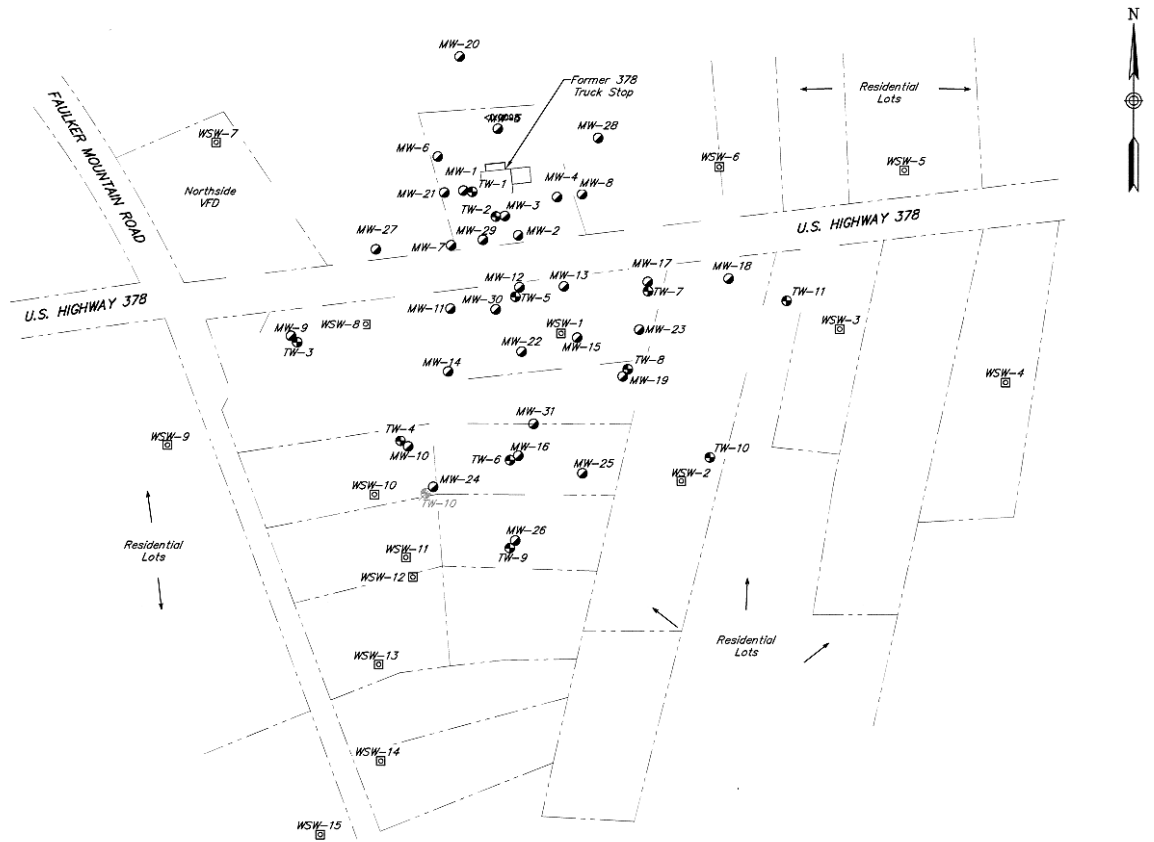 N
MW-20
Former 378
Truck Stop
Residential
Lots
FAULKER MOUNTAIN ROAD
WSW-7
MW-28
MW-6
WSW-6
WSW-5
MW-1
TW-1
MW-4
MW-8
MW-21
Northside
VFD
TW-2
MW-3
MW-29
MW-2
MW-27
MW-7
U.S. HIGHWAY 378
MW-12
MW-13
MW-17
MW-18
TW-5
TW-7
TW-11
U.S. HIGHWAY 378
MW-11
MW-30
WSW-8
MW-9
TW-3
WSW-1
MW-15
MW-23
WSW-3
MW-22
MW-14
TW-8
MW-19
WSW-4
MW-31
WSW-9
TW-4
MW-10
MW-16
TW-6
MW-25
TW-10
WSW-2
MW-24
WSW-10
TW-10
MW-26
TW-9
Residential
Lots
WSW-11
WSW-12
Residential
Lots
WSW-13
WSW-14
WSW-15